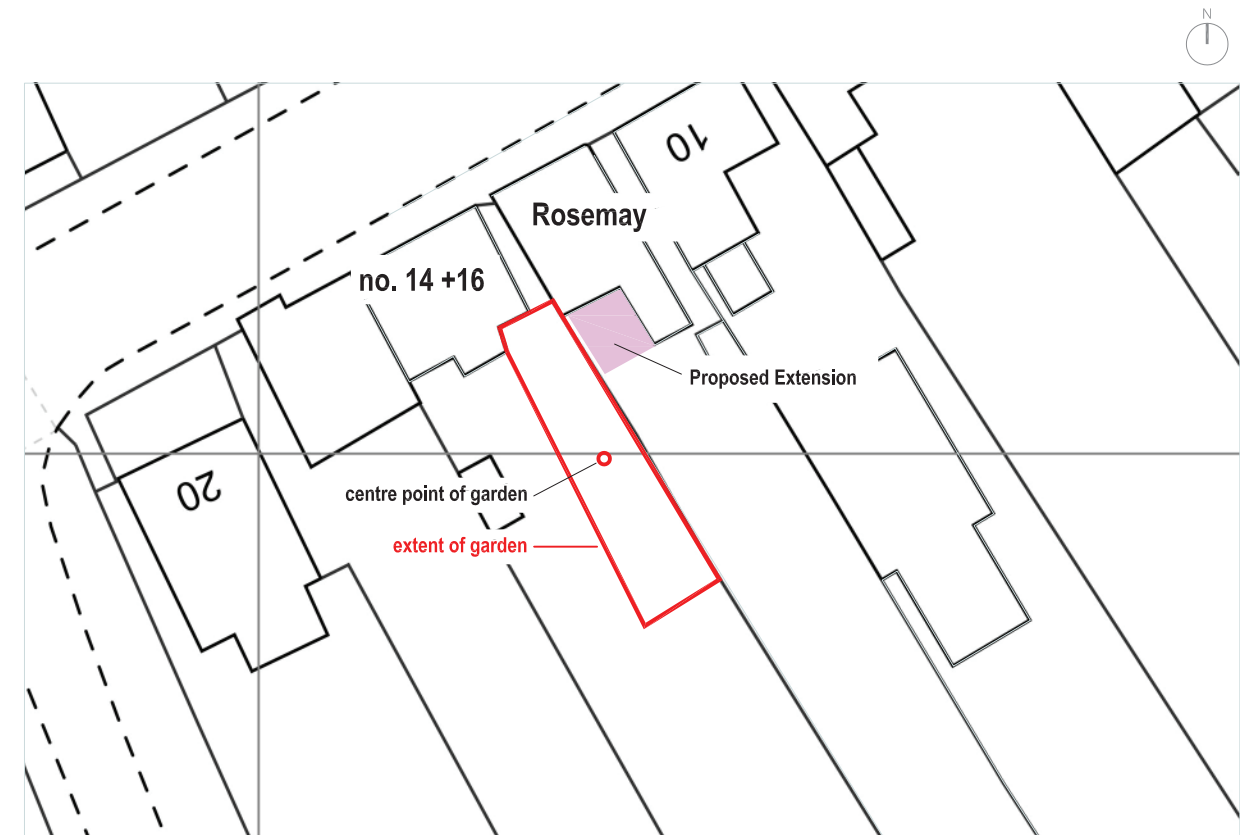 N
10
Rosemay
no. 14 +16
Proposed Extension
20
centre point of garden
extent of garden